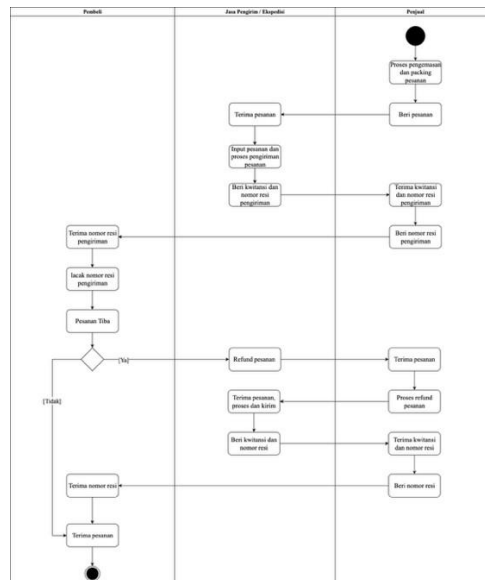 Pembeli
Jasa Pengirim / Ekspedisi
Penjual
Proses pengemasan
dan packing
pesanan
Beri pesanan
Terima pesanan
Input pesanan dan
proses pengiriman
pesanan
Beri kwitansi dan
nomor resi
pengiriman
Terima kwitansi
dan nomor resi
pengiriman
Beri nomor resi
pengiriman
Terima nomor resi
pengiriman
lacak nomor resi
pengiriman
Pesanan Tiba
[Ya]
[Tidak]
Refund pesanan
Terima pesanan
Proses refund
pesanan
Terima pesanan,
proses dan kirim
Beri kwitansi dan
nomor resi
Terima kwitansi
dan nomor resi
Beri nomor resi
Terima nomor resi
Terima pesanan